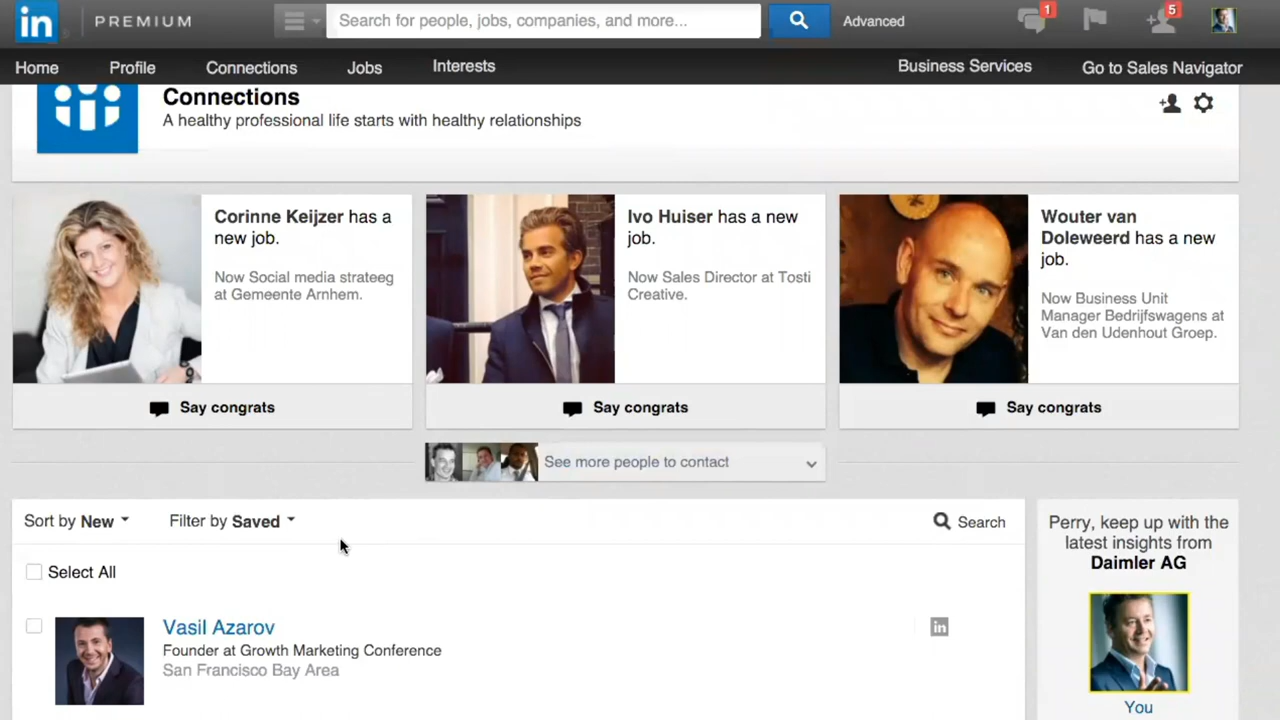 in PREMIUM
Search for people, jobs, companies, and more...
Advanced
1
5
Home Profile Connections Jobs Interests Business Services Go to Sales Navigator
Connections
A healthy professional life starts with healthy relationships
Corinne Keijzer has a
new job.
Now Social media strateeg
at Gemeente Arnhem.
Say congrats
Ivo Huiser has a new
job.
Now Sales Director at Tosti
Creative.
Say congrats
Wouter van
Doleweerd has a new
job.
Now Business Unit
Manager Bedrijfswagens at
Van den Udenhout Groep.
Say congrats
See more people to contact
Sort by New Filter by Saved Search
Select All
Vasil Azarov
in
Founder at Growth Marketing Conference
San Francisco Bay Area
Perry, keep up with the
latest insights from
Daimler AG
You